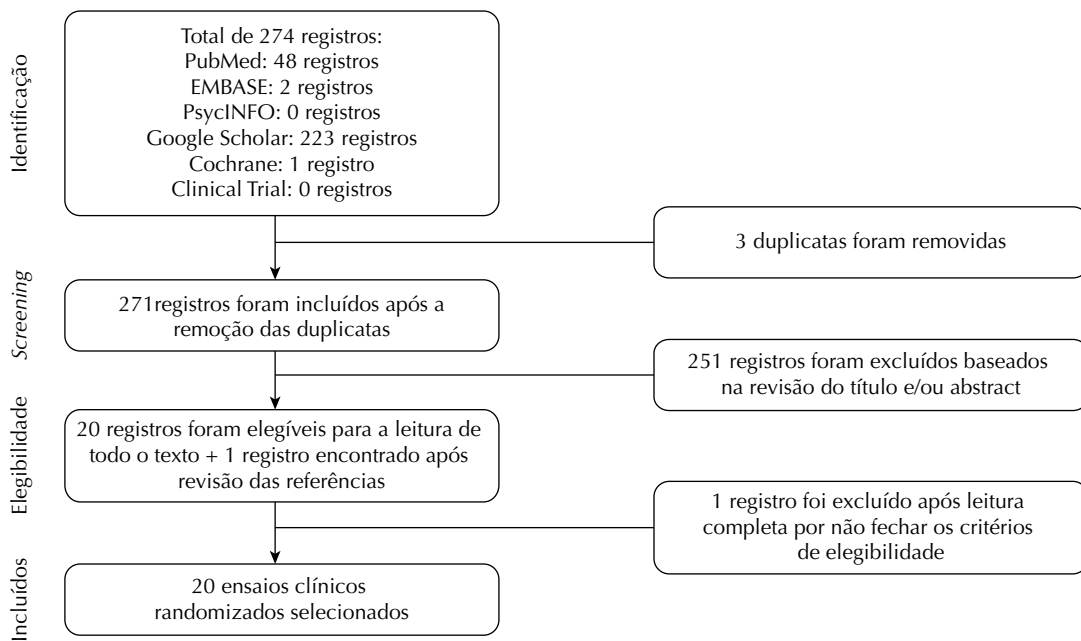 Identificação
Total de 274 registros:
PubMed: 48 registros
EMBASE: 2 registros
PsycINFO: 0 registros
Google Scholar: 223 registros
Cochrane: 1 registro
Clinical Trial: 0 registros
3 duplicatas foram removidas
Screening
271registros foram incluídos após a
remoção das duplicatas
251 registros foram excluídos baseados
na revisão do título e/ou abstract
Elegibilidade
20 registros foram elegíveis para a leitura de
todo o texto + 1 registro encontrado após
revisão das referências
1 registro foi excluído após leitura
completa por não fechar os critérios
de elegibilidade
Incluídos
20 ensaios clínicos
randomizados selecionados